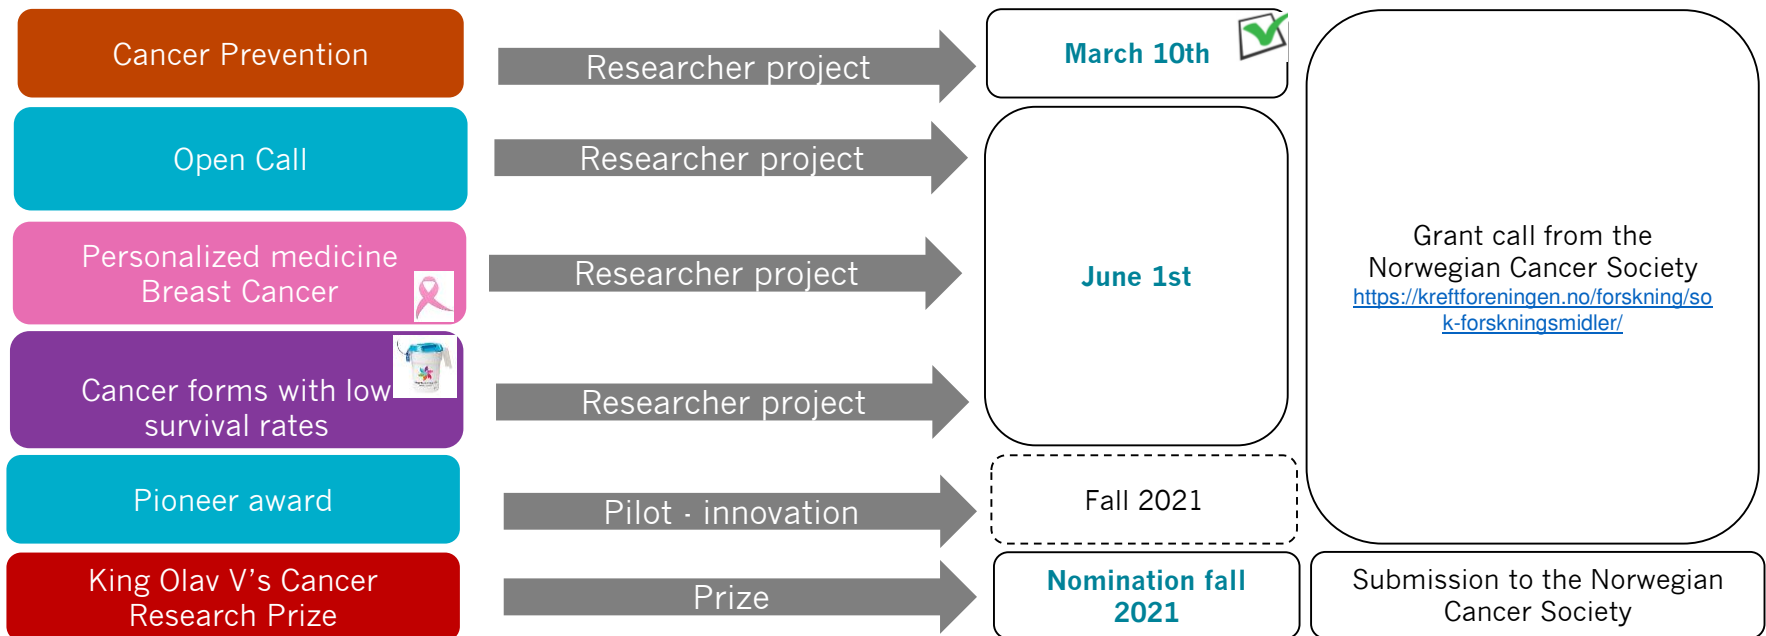 Cancer Prevention
Researcher project
March 10th
Open Call
Researcher project
Personalized medicine
Breast Cancer
Researcher project
June 1st
Grant call from the
Norwegian Cancer Society
https://kreftforeningen.no/forskning/so
k-forskningsmidler/
Cancer forms with low
survival rates
Researcher project
Pioneer award
Pilot - innovation
Fall 2021
King Olav V’s Cancer
Research Prize
Prize
Nomination fall
2021
Submission to the Norwegian
Cancer Society